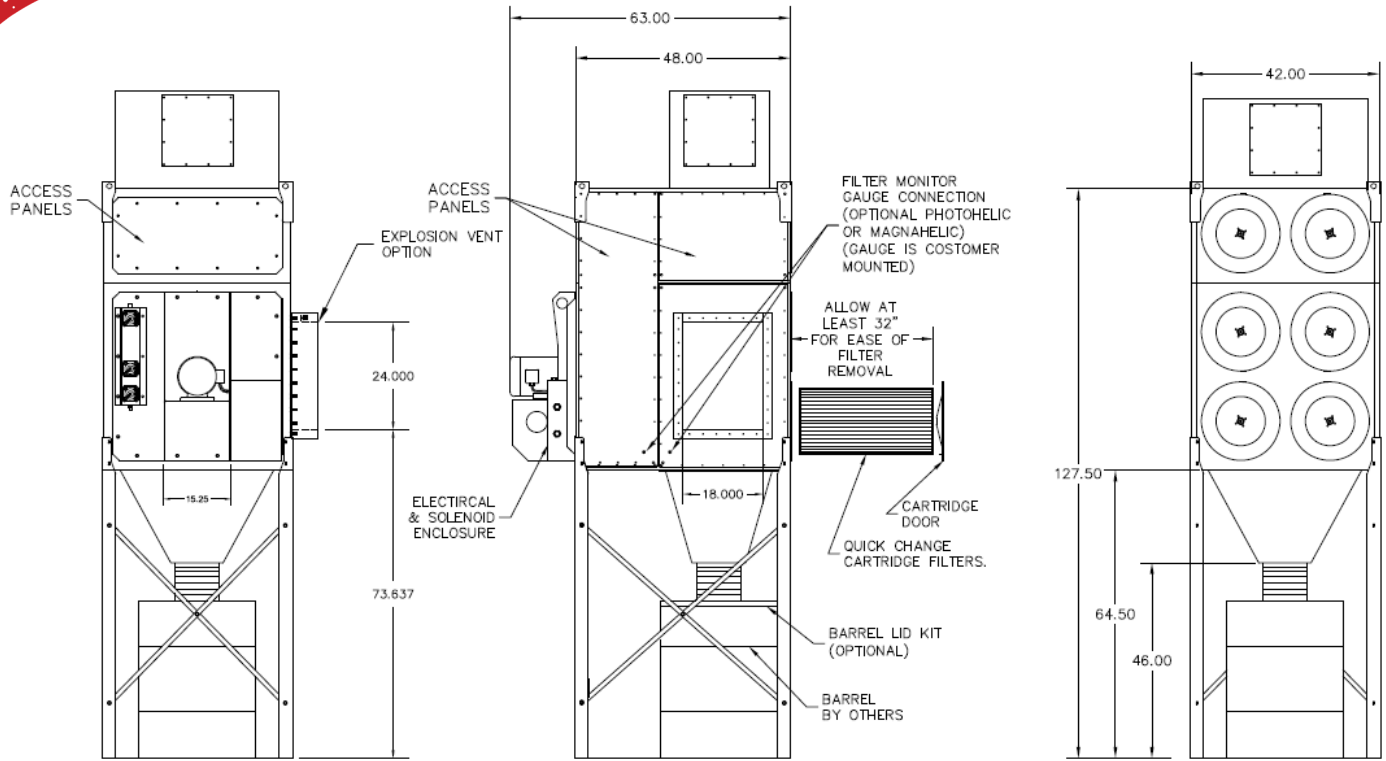 63.00
48.00
42.00
ACCESS
PANELS
EXPLOSION VENT
OPTION
24.000
15.25
73.637
ACCESS
PANELS
FILTER MONITOR
GAUGE CONNECTION
(OPTIONAL PHOTOHELIC
OR MAGNAHELIC)
(GAUGE IS COSTOMER
MOUNTED)
ALLOW AT
LEAST 32"
FOR EASE OF
FILTER
REMOVAL
ELECTIRCAL
& SOLENOID
ENCLOSURE
18.000
CARTRIDGE
DOOR
QUICK CHANGE
CARTRIDGE FILTERS.
BARREL LID KIT
(OPTIONAL)
BARREL
BY OTHERS
127.50
64.50
46.00